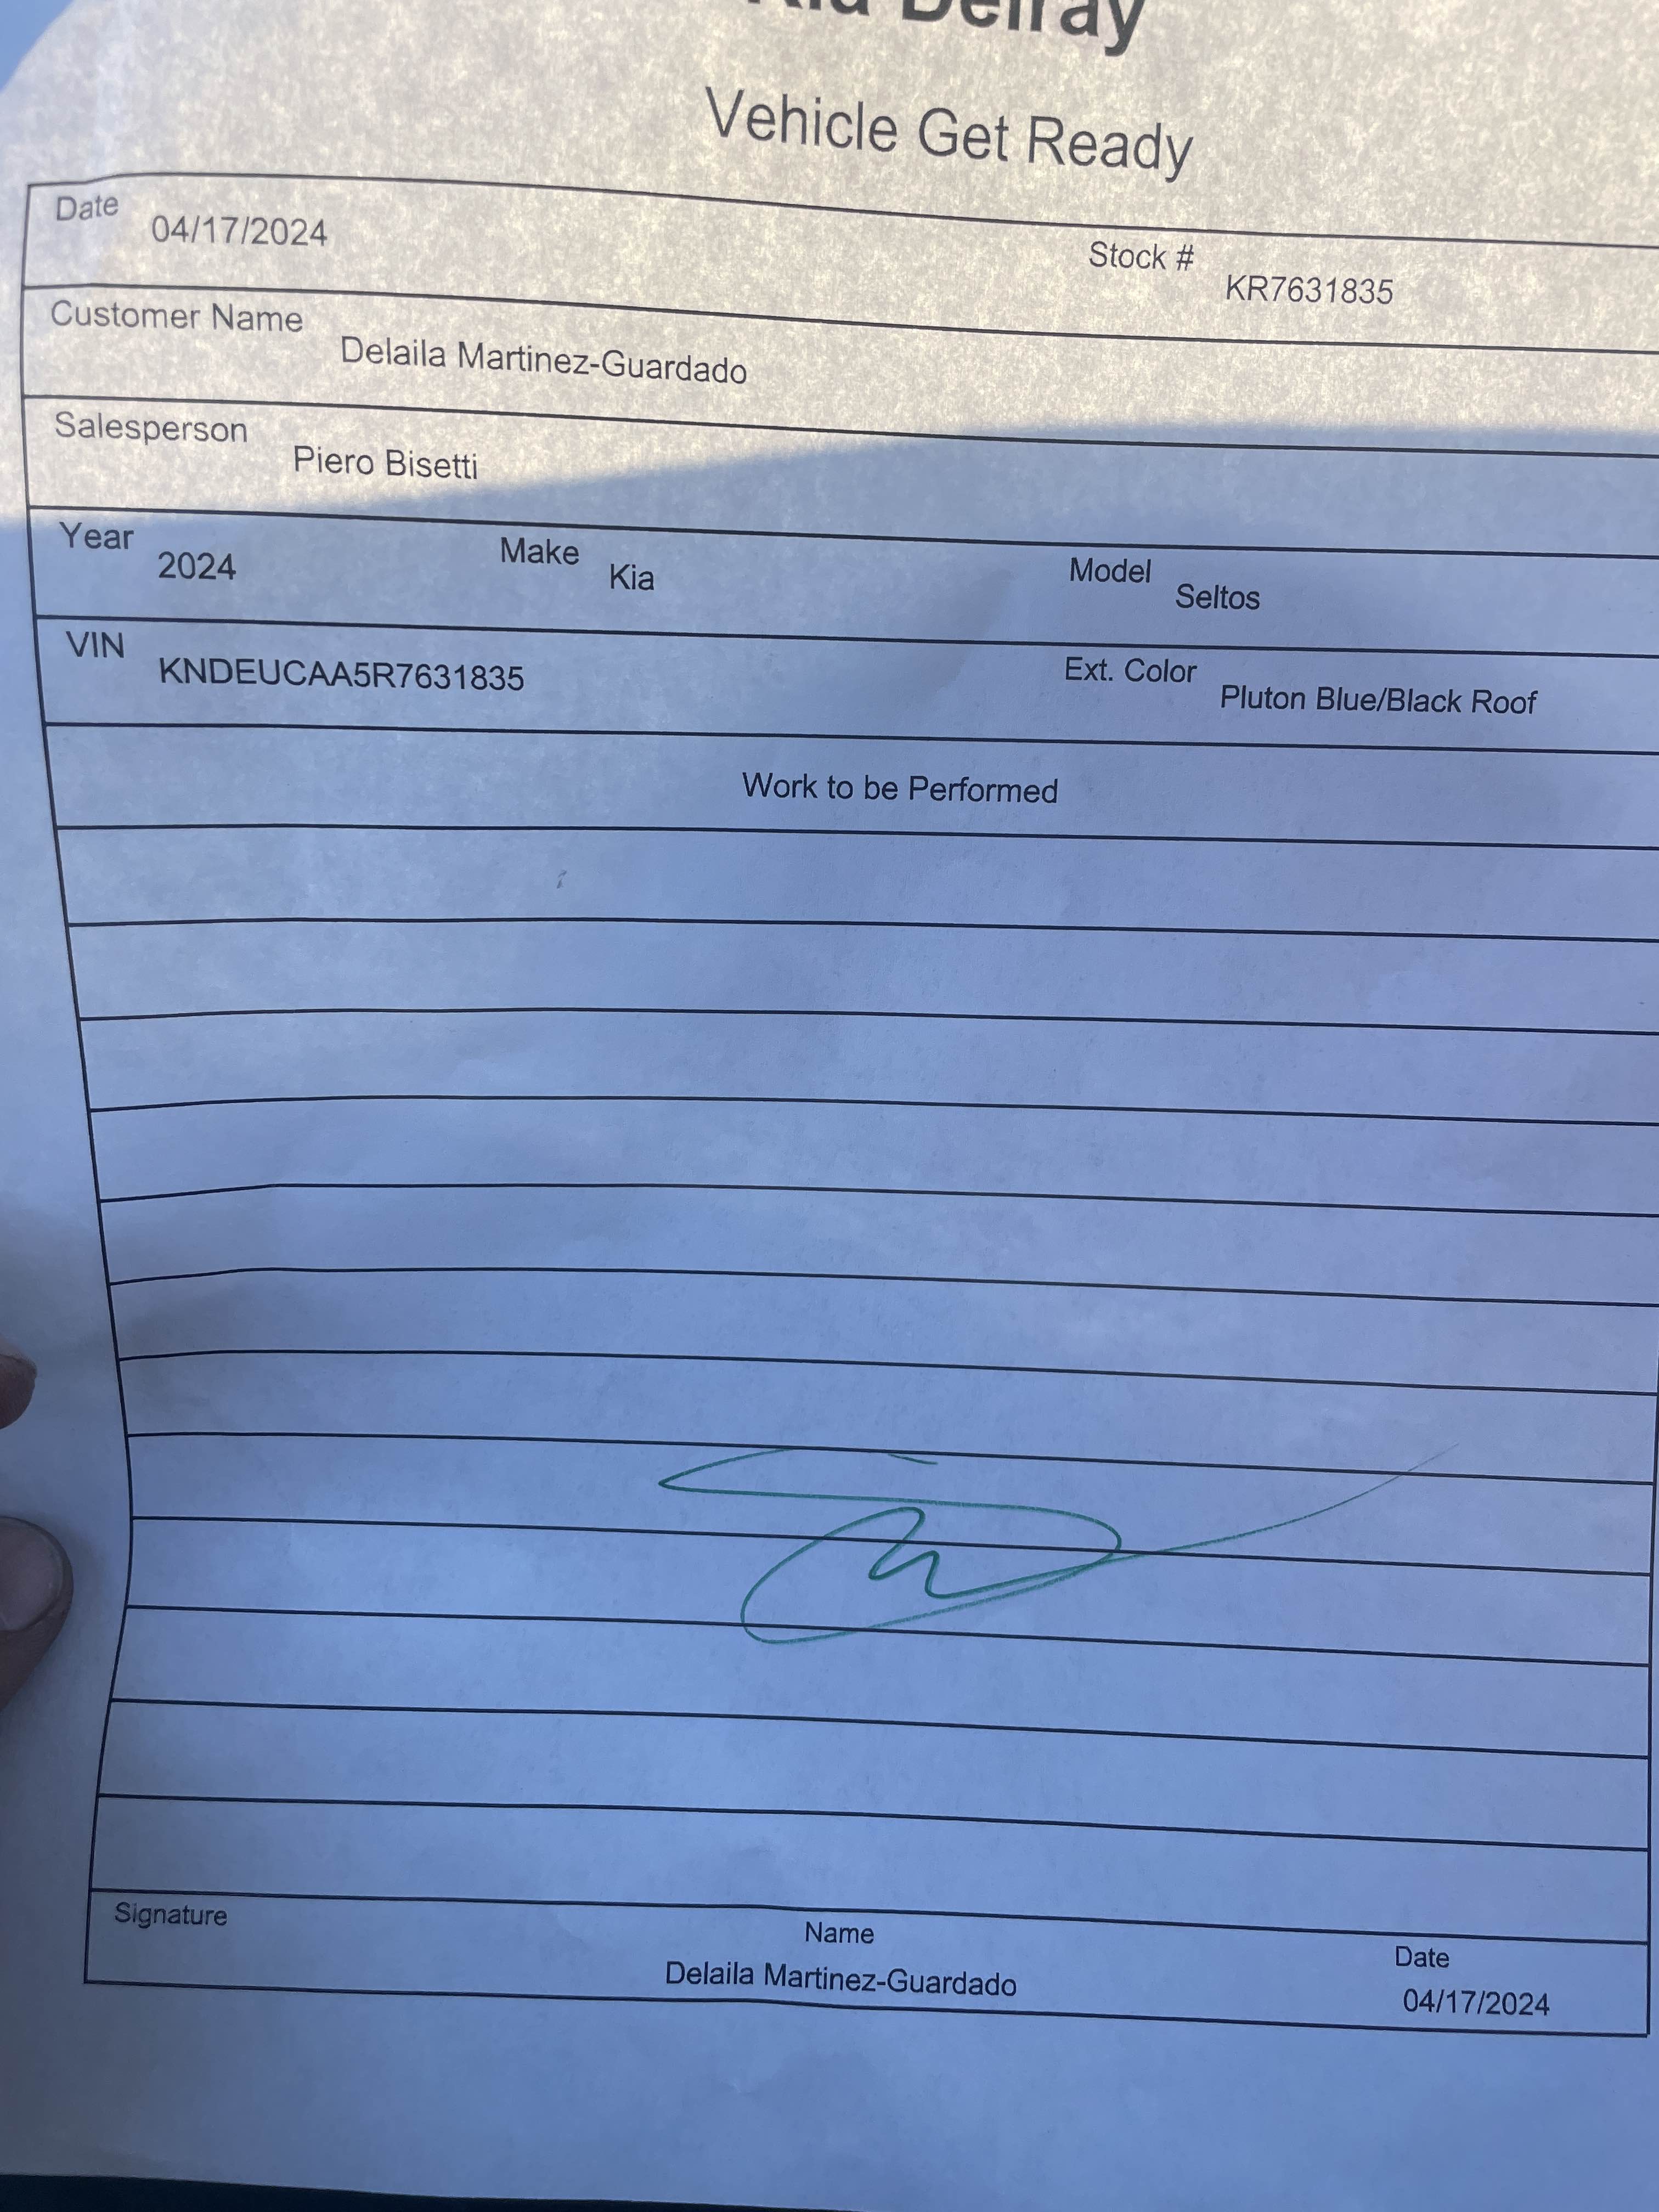 Kia Delray
Vehicle Get Ready
Date 04/17/2024 Stock # KR7631835
Customer Name Delaila Martinez-Guardado
Salesperson Piero Bisetti
Year 2024 Make Kia Model Seltos
VIN KNDEUCAA5R7631835 Ext. Color Pluton Blue/Black Roof
Work to be Performed
Signature Name Date
Delaila Martinez-Guardado 04/17/2024